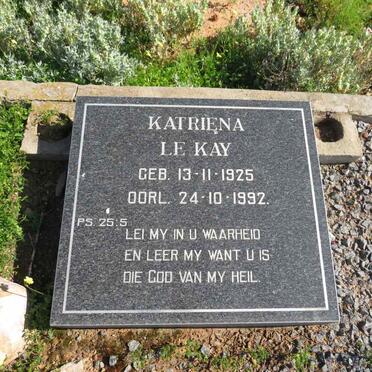 KATRIENA
LE KAY
GEB. 13-11-1925
OORL. 24-10-1992.
PS. 25:5
LEI MY IN U WAARHEID
EN LEER MY WANT U IS
DIE GOD VAN MY HEIL.